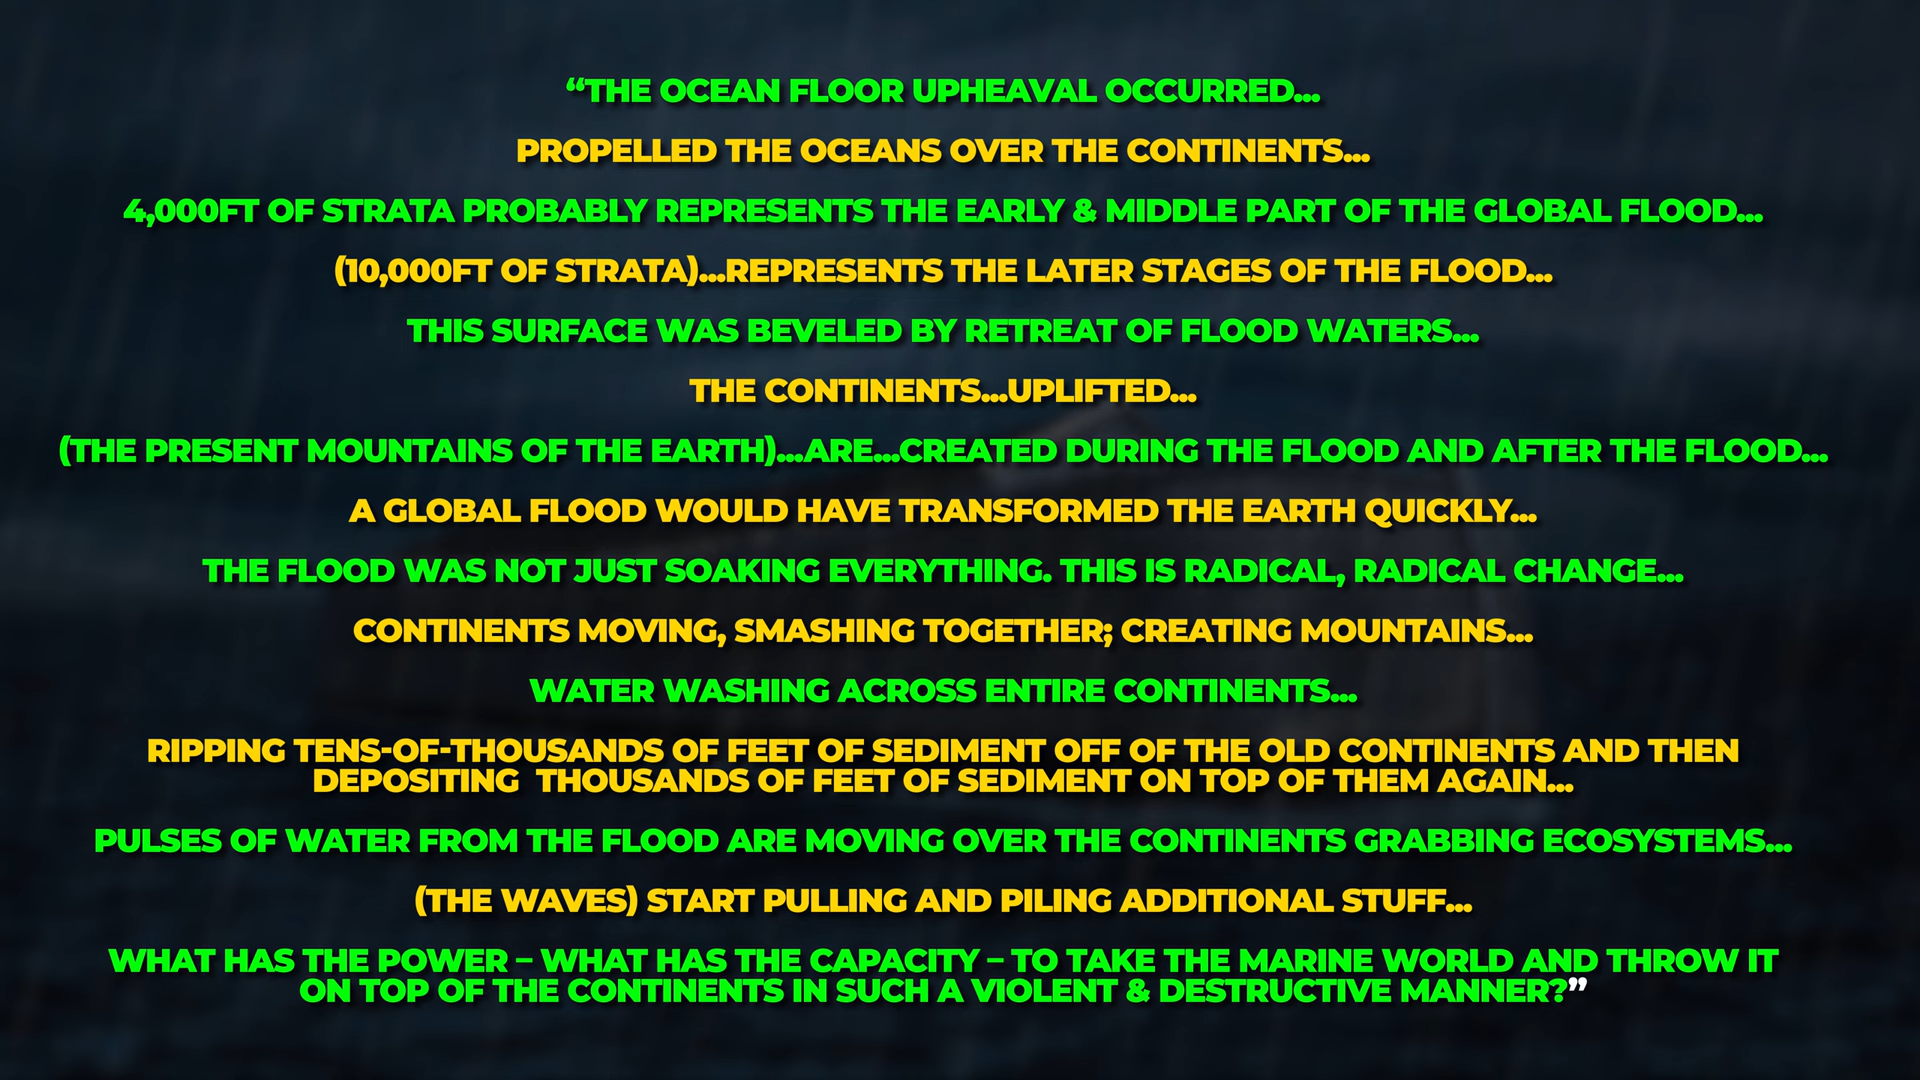 “THE OCEAN FLOOR UPHEAVAL OCCURRED...
PROPELLED THE OCEANS OVER THE CONTINENTS...
4,000FT OF STRATA PROBABLY REPRESENTS THE EARLY & MIDDLE PART OF THE GLOBAL FLOOD...
(10,000FT OF STRATA)...REPRESENTS THE LATER STAGES OF THE FLOOD...
THIS SURFACE WAS BEVELED BY RETREAT OF FLOOD WATERS...
THE CONTINENTS...UPLIFTED...
(THE PRESENT MOUNTAINS OF THE EARTH)...ARE...CREATED DURING THE FLOOD AND AFTER THE FLOOD...
A GLOBAL FLOOD WOULD HAVE TRANSFORMED THE EARTH QUICKLY...
THE FLOOD WAS NOT JUST SOAKING EVERYTHING. THIS IS RADICAL, RADICAL CHANGE...
CONTINENTS MOVING, SMASHING TOGETHER; CREATING MOUNTAINS...
WATER WASHING ACROSS ENTIRE CONTINENTS...
RIPPING TENS-OF-THOUSANDS OF FEET OF SEDIMENT OFF OF THE OLD CONTINENTS AND THEN
DEPOSITING  THOUSANDS OF FEET OF SEDIMENT ON TOP OF THEM AGAIN...
PULSES OF WATER FROM THE FLOOD ARE MOVING OVER THE CONTINENTS GRABBING ECOSYSTEMS...
(THE WAVES) START PULLING AND PILING ADDITIONAL STUFF...
WHAT HAS THE POWER – WHAT HAS THE CAPACITY – TO TAKE THE MARINE WORLD AND THROW IT
ON TOP OF THE CONTINENTS IN SUCH A VIOLENT & DESTRUCTIVE MANNER?”